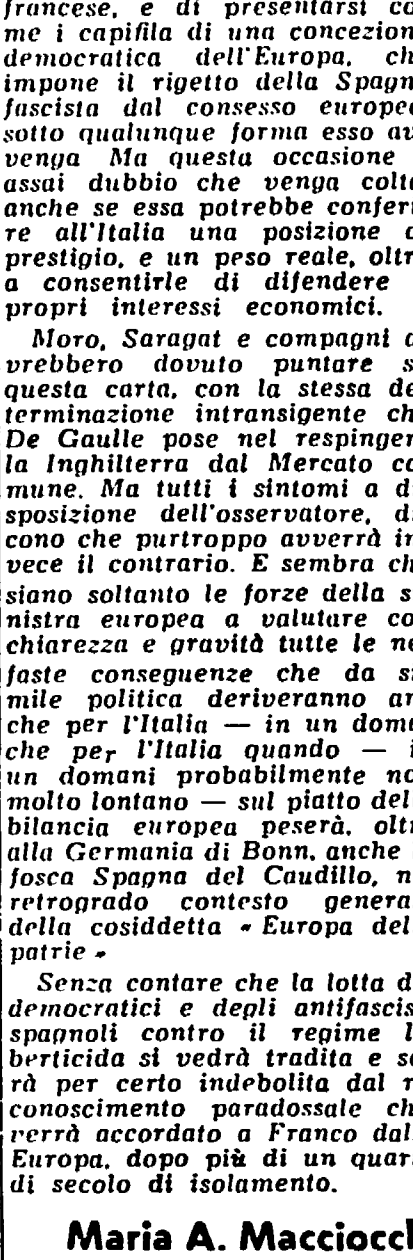 francese, e di presentarsi co
me i capifila di una concezion
democratica dell'Europa, ch
impone il rigetto della Spagn
fascista dal consesso europe
sotto qualunque forma esso av
venga Ma questa occasione
assai dubbio che venga colt
anche se essa potrebbe confer
re all'Italia una posizione d
prestigio, e un peso reale, oltr
a consentirle di difendere
propri interessi economici.
Moro, Saragat e compagni a
vrebbero dovuto puntare s
questa carta, con la stessa de
terminazione intransigente ch
De Gaulle pose nel respinger
la Inghilterra dal Mercato co
mune. Ma tutti i sintomi a di
sposizione dell'osservatore, di
cono che purtroppo avverrà in
vece il contrario. E sembra ch
siano soltanto le forze della si
nistra europea a valutare co
chiarezza e gravità tutte le ne
faste conseguenze che da si
mile politica deriveranno an
che per l'Italia — in un doma
che per l'Italia quando — i
un domani probabilmente no
molto lontano — sul piatto del
bilancia europea peserà, oltr
alla Germania di Bonn, anche
fosca Spagna del Caudillo, n
retrogrado contesto genera
della cosiddetta « Europa del
patrie »
Senza contare che la lotta d
democratici e degli antifascis
spagnoli contro il regime l
berticida si vedrà tradita e sa
rà per certo indebolita dal r
conoscimento paradossale ch
verrà accordato a Franco dal
Europa, dopo più di un quar
di secolo di isolamento.
Maria A. Macciocch